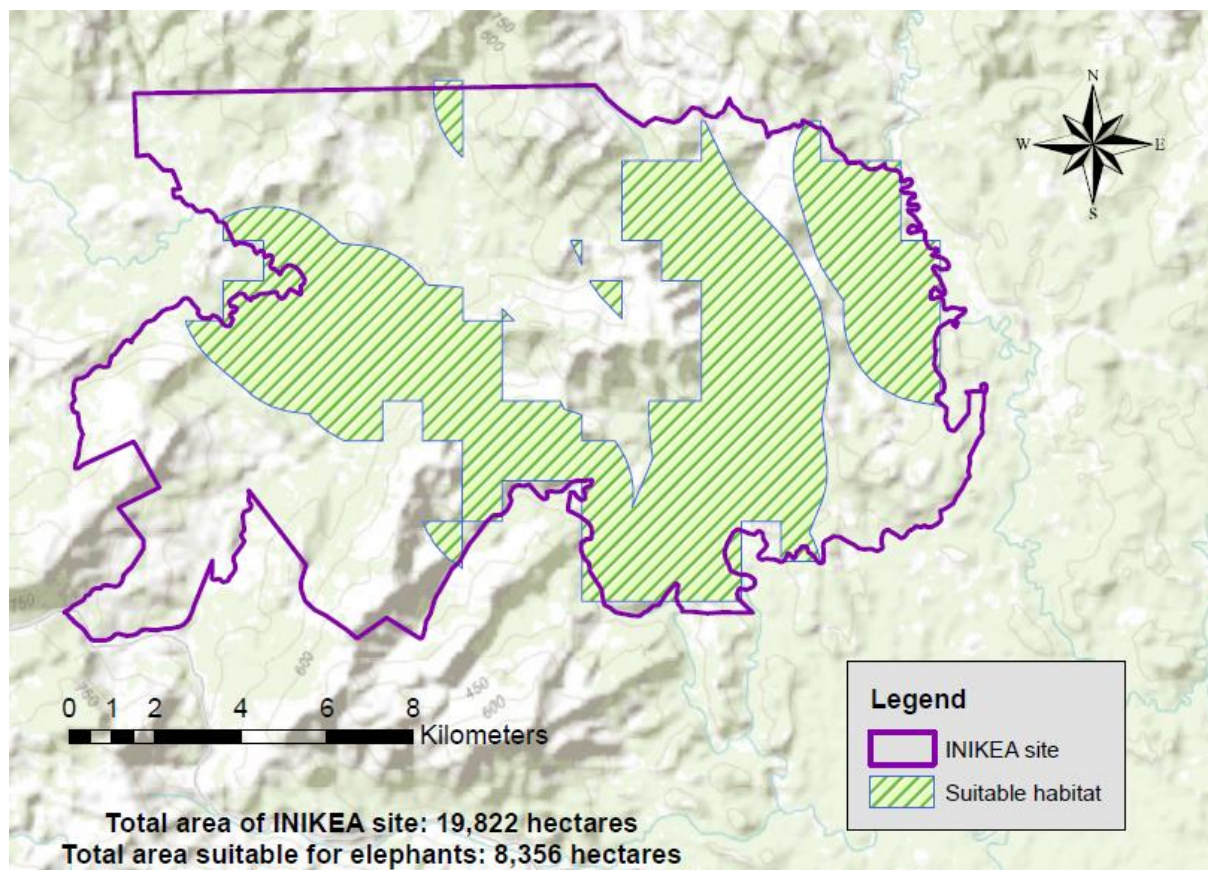 750
600
N
W
E
S
750
600
750
450
600
0 1 2 4 6 8
Kilometers
Legend
INIKEA site
Suitable habitat
Total area of INIKEA site: 19,822 hectares
Total area suitable for elephants: 8,356 hectares